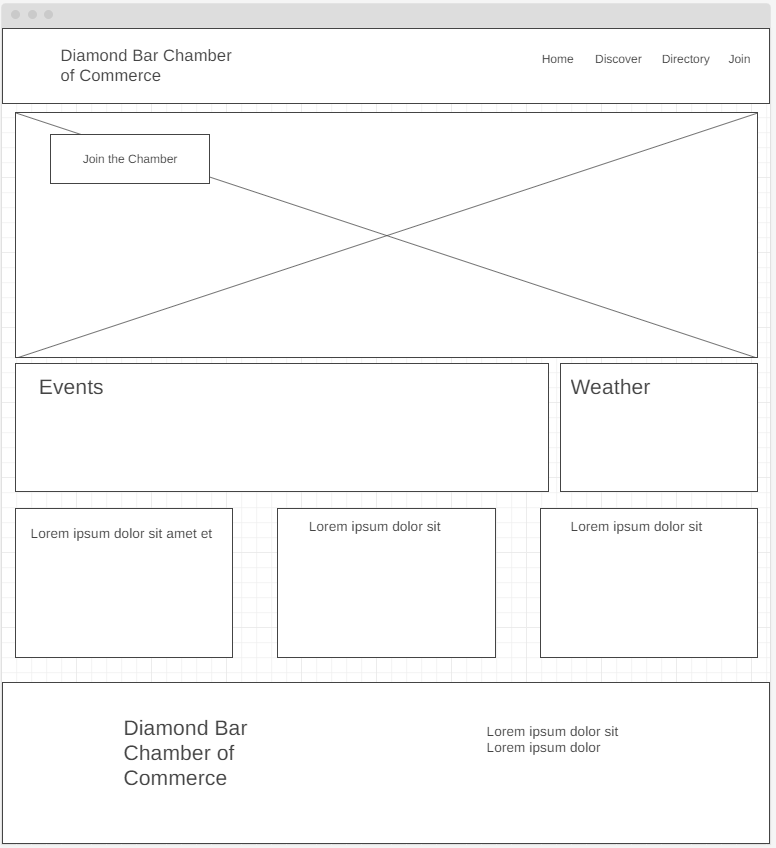 Diamond Bar Chamber
of Commerce
Home Discover Directory Join
Join the Chamber
Events
Weather
Lorem ipsum dolor sit amet et
Lorem ipsum dolor sit
Lorem ipsum dolor sit
Diamond Bar
Chamber of
Commerce
Lorem ipsum dolor sit
Lorem ipsum dolor